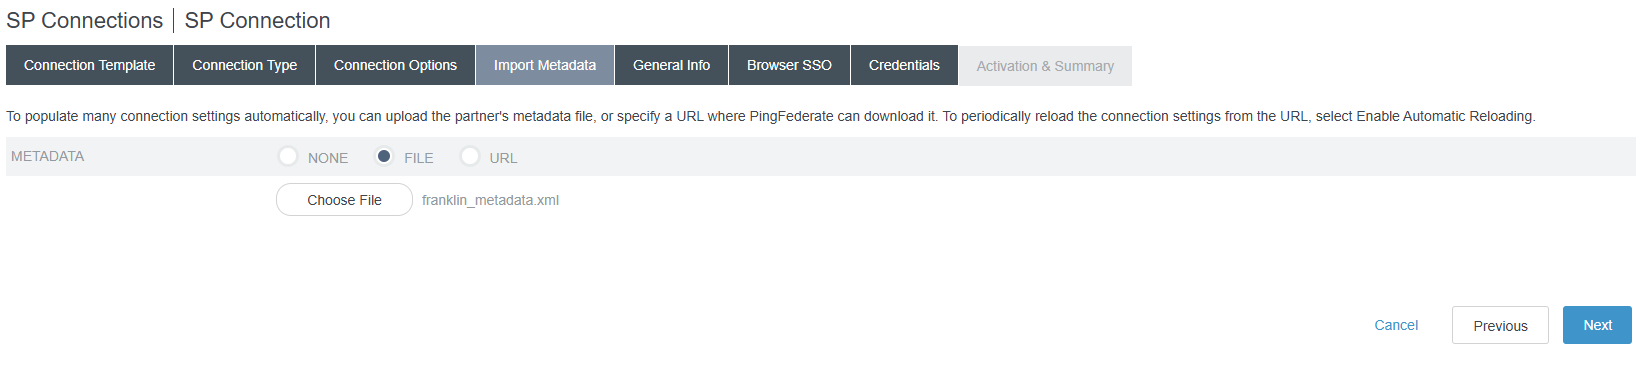 SP Connections | SP Connection
Connection Template Connection Type Connection Options Import Metadata General Info Browser SSO Credentials Activation & Summary
To populate many connection settings automatically, you can upload the partner's metadata file, or specify a URL where PingFederate can download it. To periodically reload the connection settings from the URL, select Enable Automatic Reloading.
METADATA NONE FILE URL
Choose File franklin_metadata.xml
Cancel Previous Next